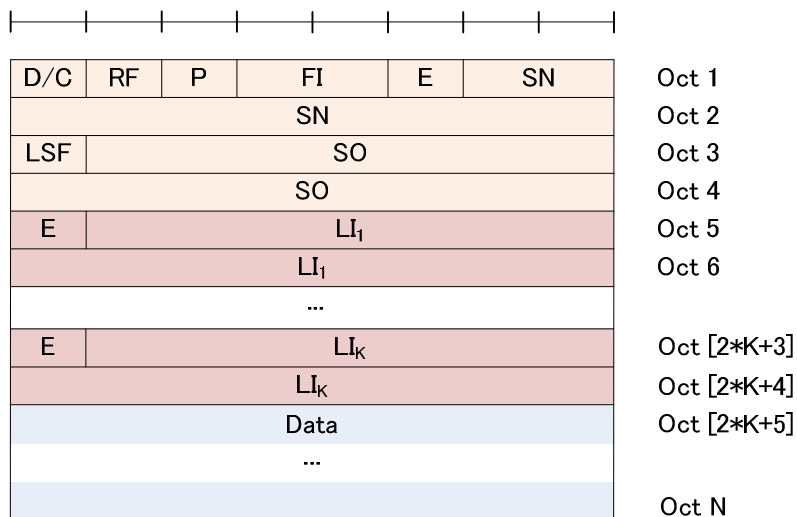 D/C RF P FI E SN Oct 1
SN Oct 2
LSF SO Oct 3
SO Oct 4
E LI₁ Oct 5
LI₁ Oct 6
...
E LIK Oct [2*K+3]
LIK Oct [2*K+4]
Data Oct [2*K+5]
...
Oct N